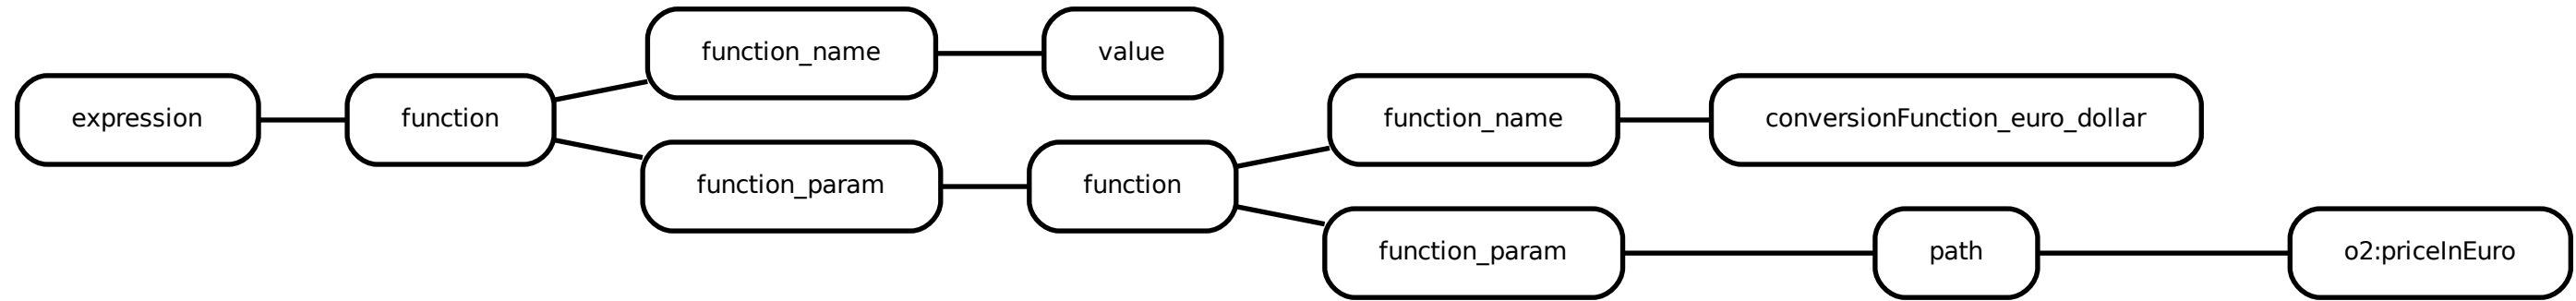 expression
function
function_name
value
function_param
function
function_name
conversionFunction_euro_dollar
function_param
path
o2:priceInEuro